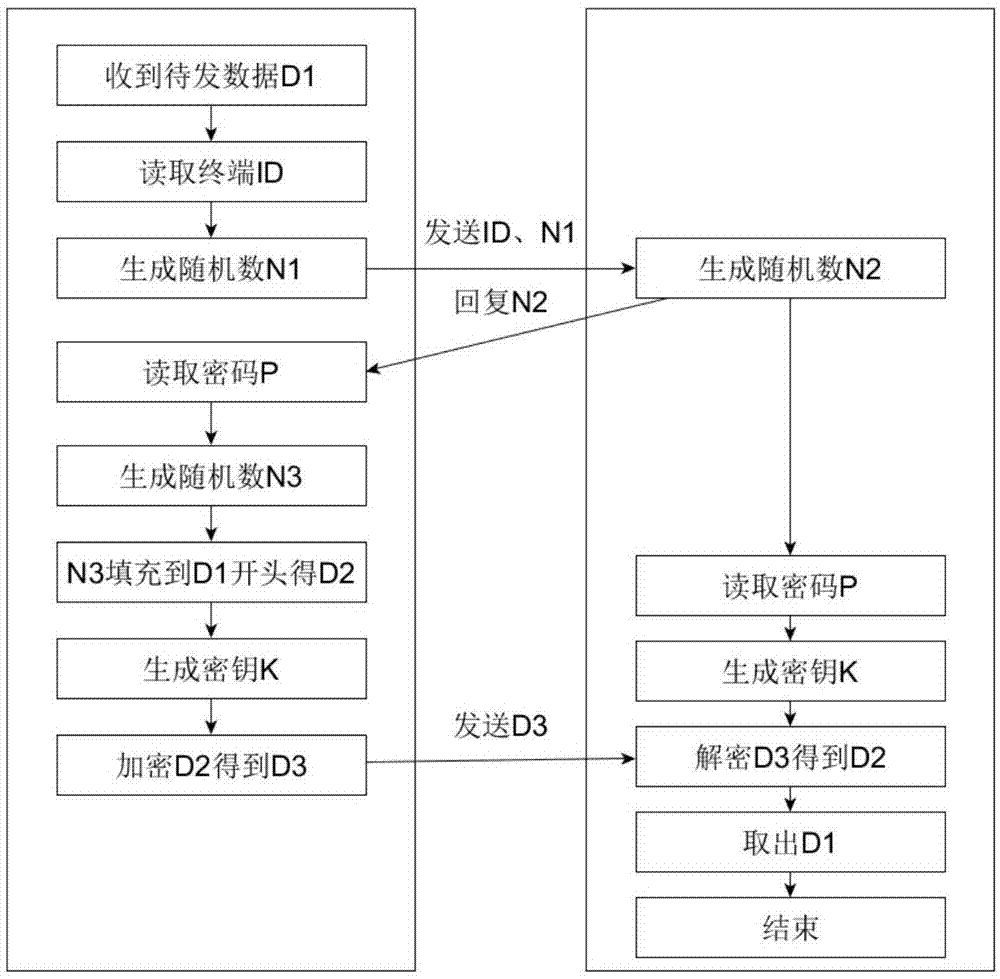 收到待发数据D1
读取终端ID
生成随机数N1
发送ID、N1
生成随机数N2
回复N2
读取密码P
生成随机数N3
N3填充到D1开头得D2
生成密钥K
加密D2得到D3
发送D3
读取密码P
生成密钥K
解密D3得到D2
取出D1
结束